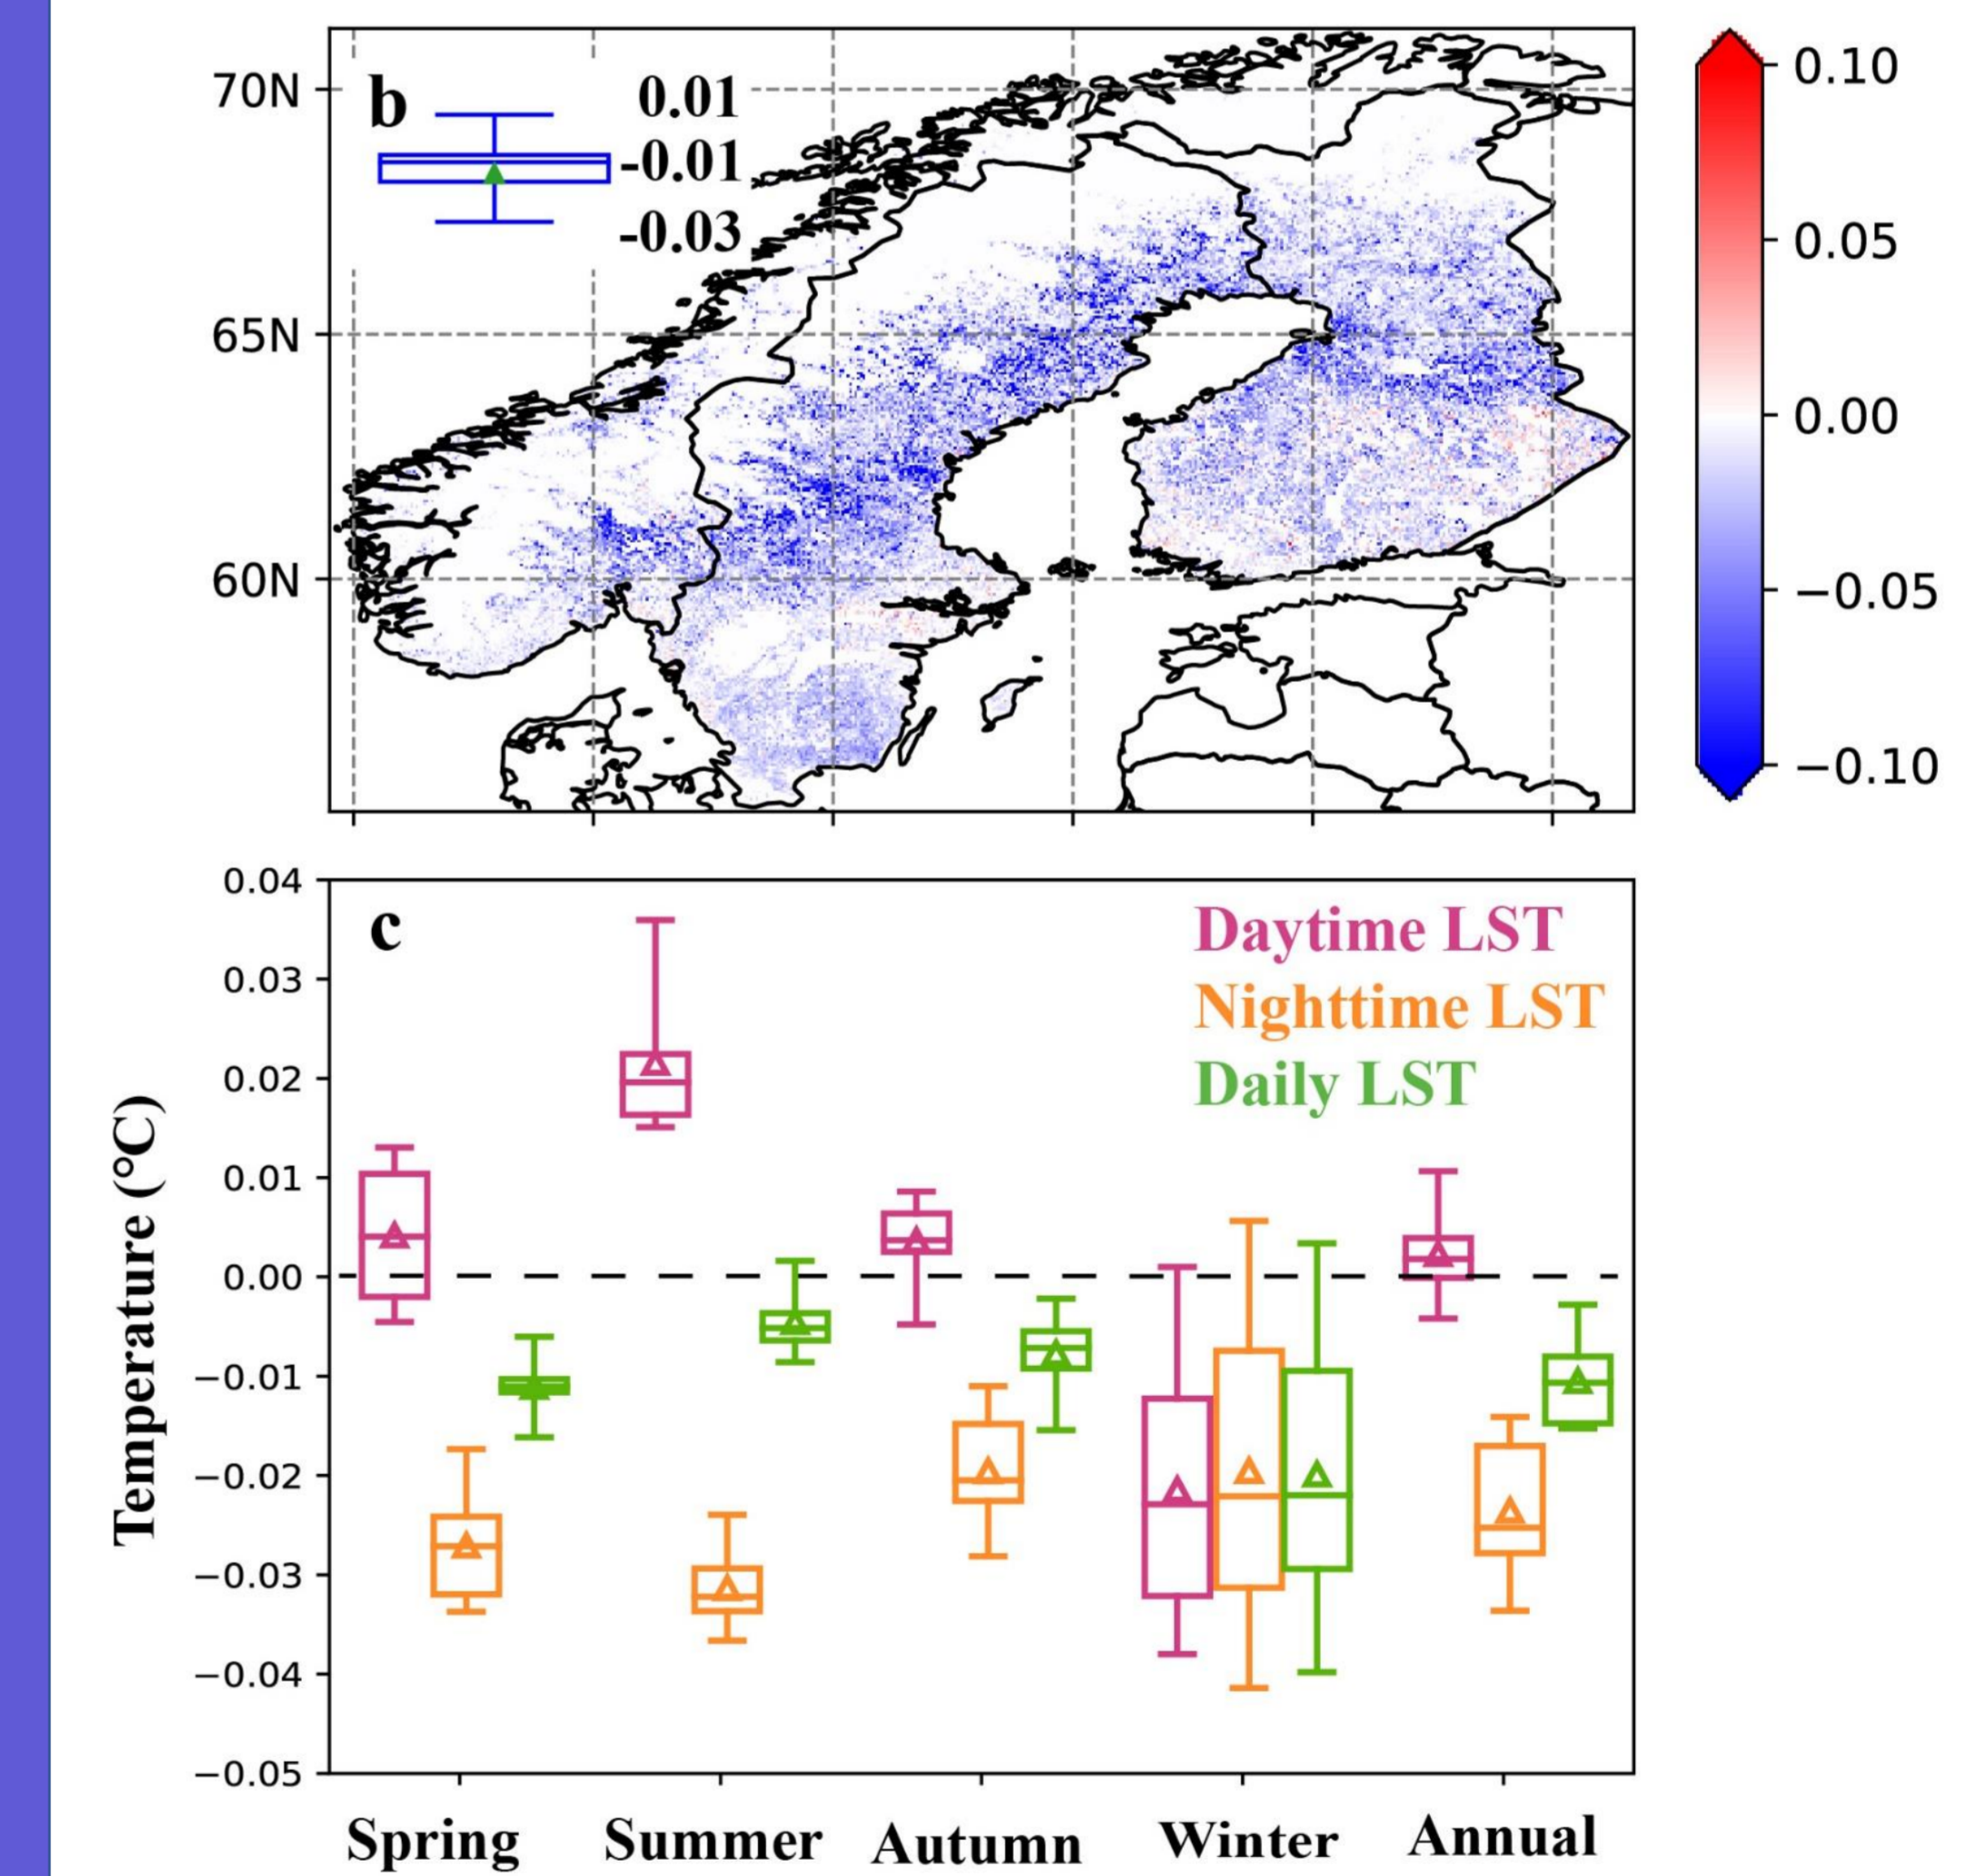 b
0.01
-0.01
-0.03
70N
65N
60N
0.10
0.05
0.00
−0.05
−0.10
c
Daytime LST
Nighttime LST
Daily LST
Temperature (°C)
0.04
0.03
0.02
0.01
0.00
−0.01
−0.02
−0.03
−0.04
−0.05
Spring Summer Autumn Winter Annual